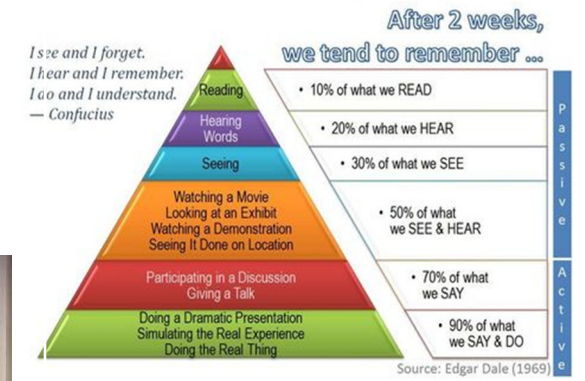 After 2 weeks,
we tend to remember ...
I see and I forget.
I hear and I remember.
I do and I understand.
— Confucius
Reading
Hearing
Words
Seeing
Watching a Movie
Looking at an Exhibit
Watching a Demonstration
Seeing It Done on Location
Participating in a Discussion
Giving a Talk
Doing a Dramatic Presentation
Simulating the Real Experience
Doing the Real Thing
• 10% of what we READ
• 20% of what we HEAR
• 30% of what we SEE
• 50% of what
we SEE & HEAR
• 70% of what
we SAY
• 90% of what
we SAY & DO
Passive
Active
Source: Edgar Dale (1969)